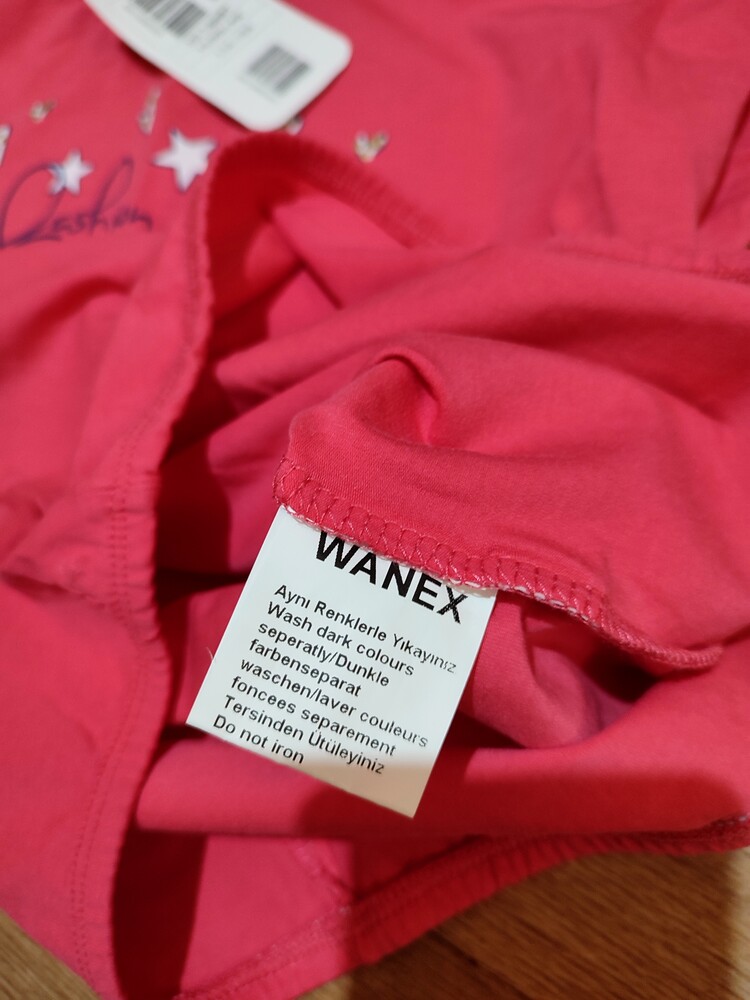 WANEX
Aynı Renklerle Yıkayınız
Wash dark colours
seperatly/Dunkle
farbenseparat
waschen/laver couleurs
foncees separement
Tersinden Ütüleyiniz
Do not iron